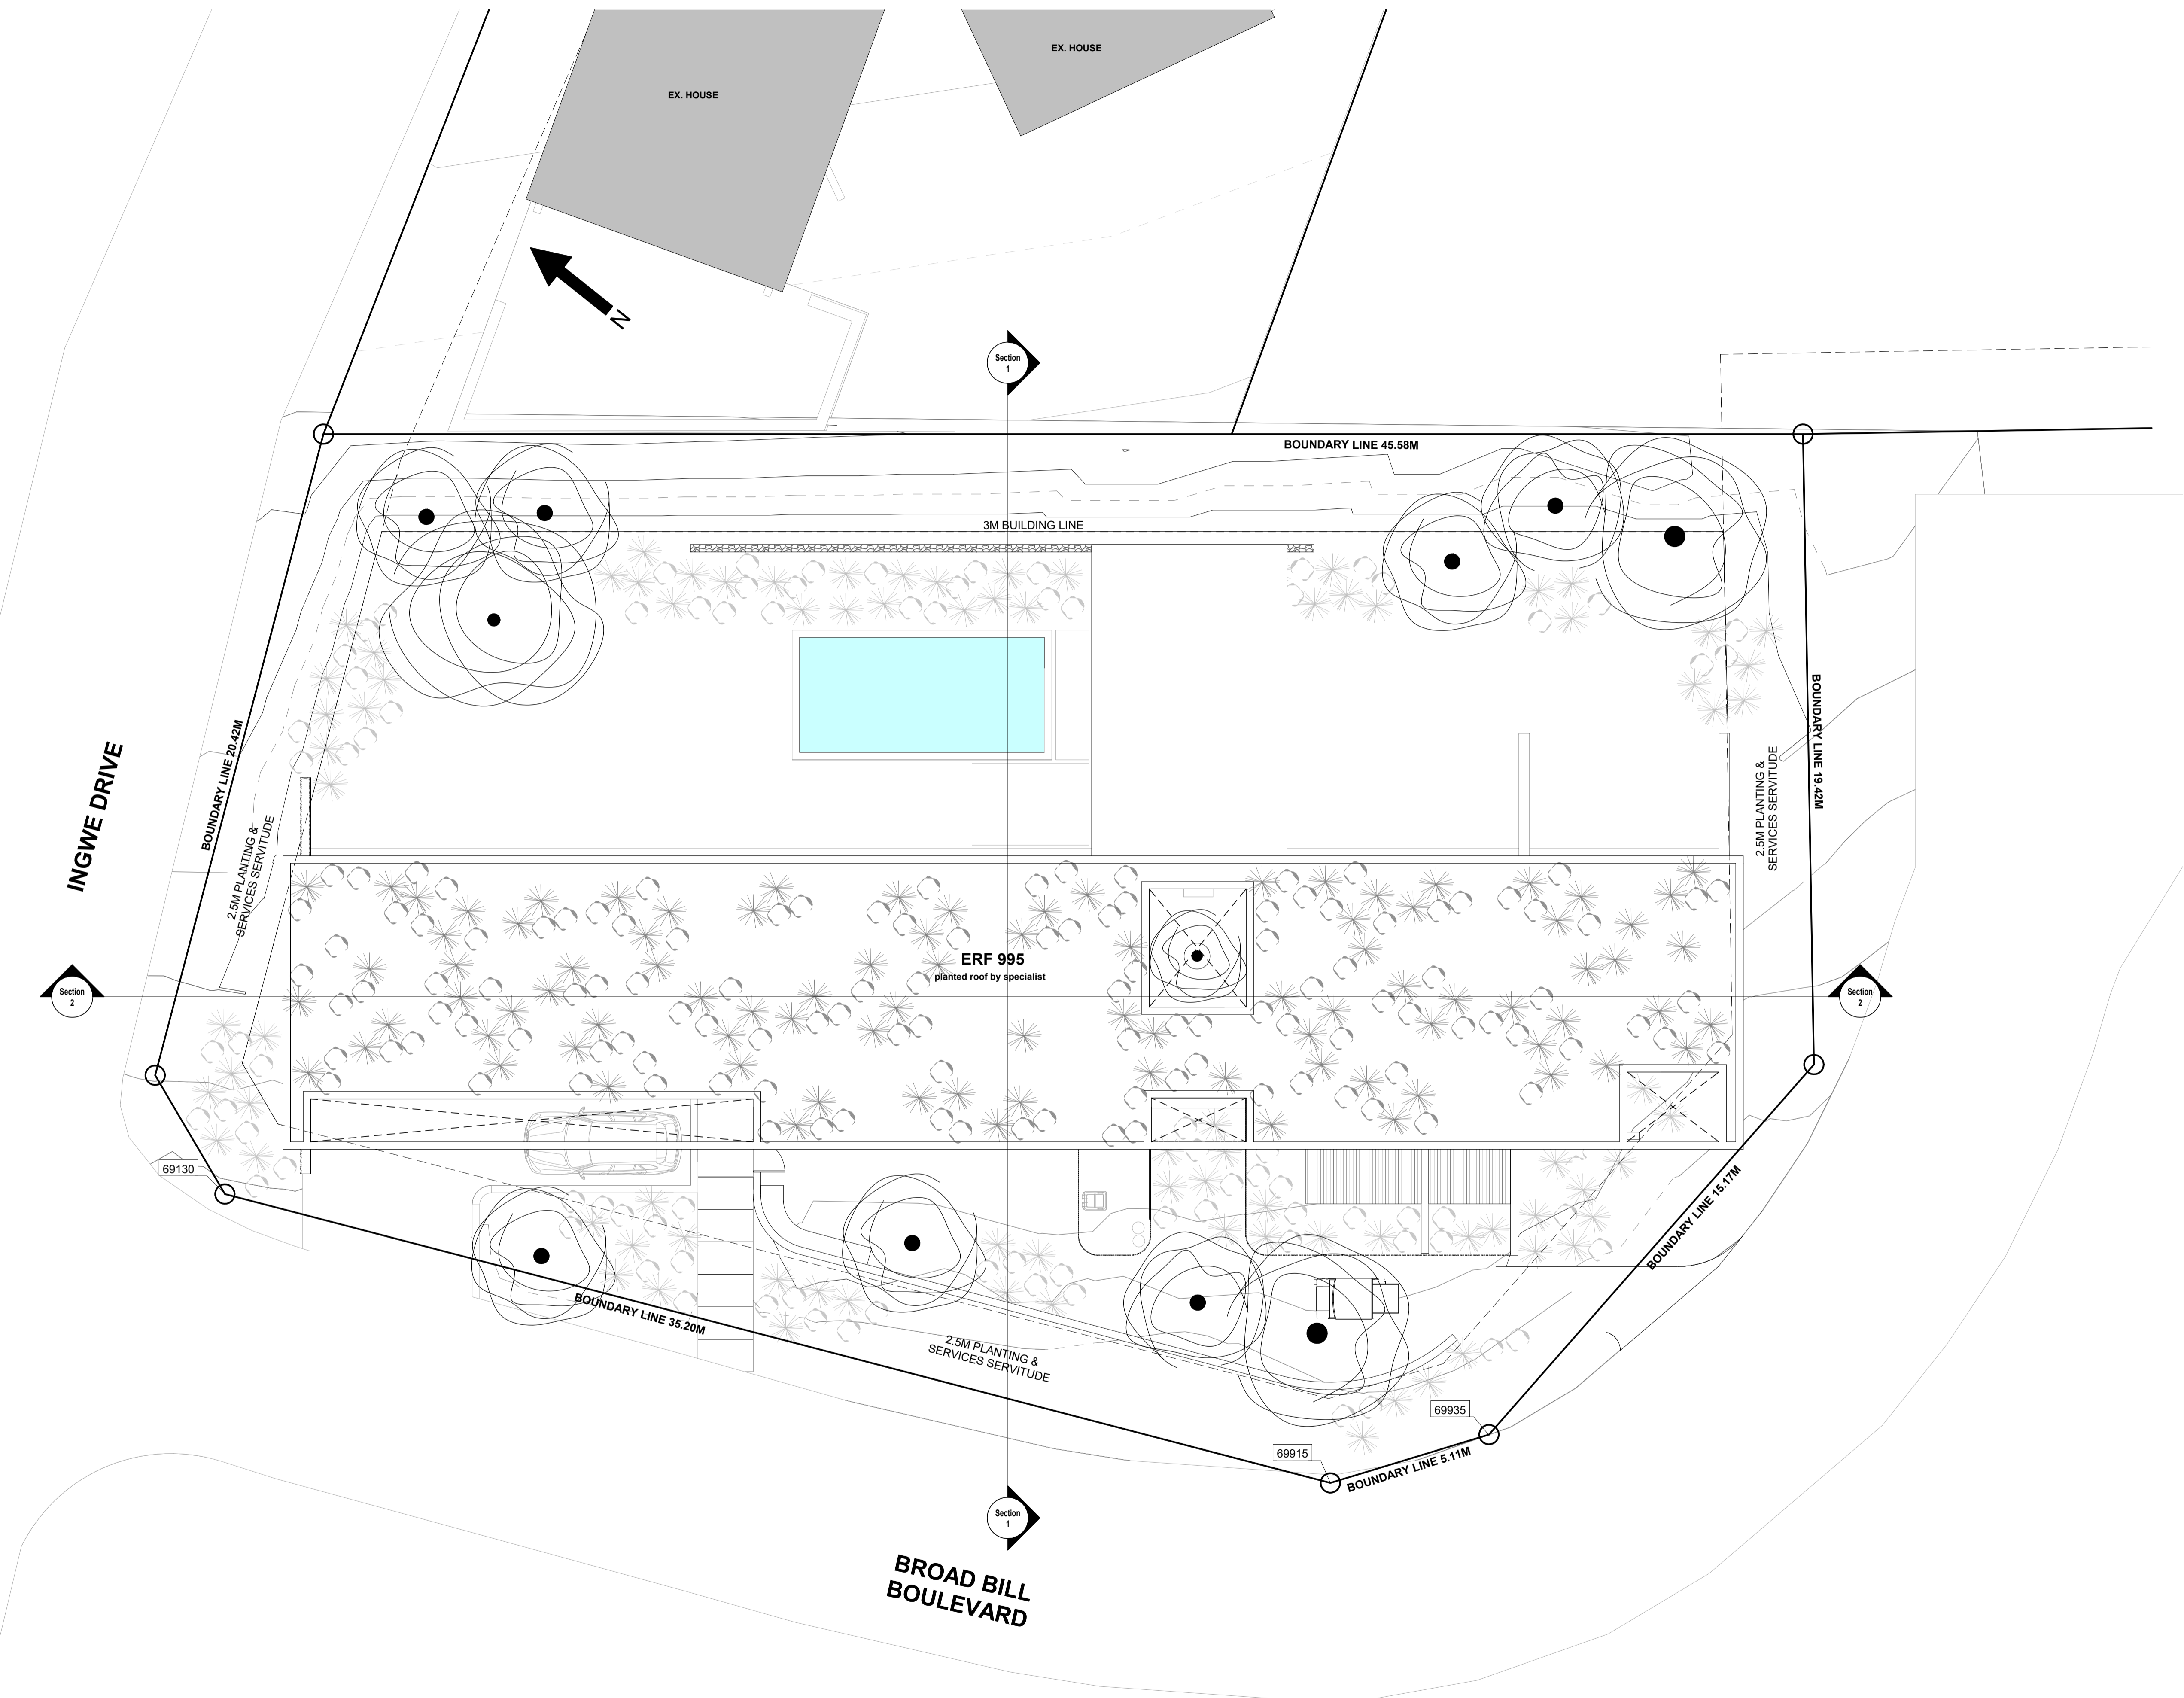 EX. HOUSE
EX. HOUSE
N
Section
1
BOUNDARY LINE 45.58M
3M BUILDING LINE
BOUNDARY LINE 20.42M
BOUNDARY LINE 19.42M
INGWE DRIVE
2.5M PLANTING &
SERVICES SERVITUDE
2.5M PLANTING &
SERVICES SERVITUDE
ERF 995
planted roof by specialist
Section
2
Section
2
69130
BOUNDARY LINE 15.17M
BOUNDARY LINE 35.20M
2.5M PLANTING &
SERVICES SERVITUDE
69935
69915
BOUNDARY LINE 5.11M
Section
1
BROAD BILL
BOULEVARD